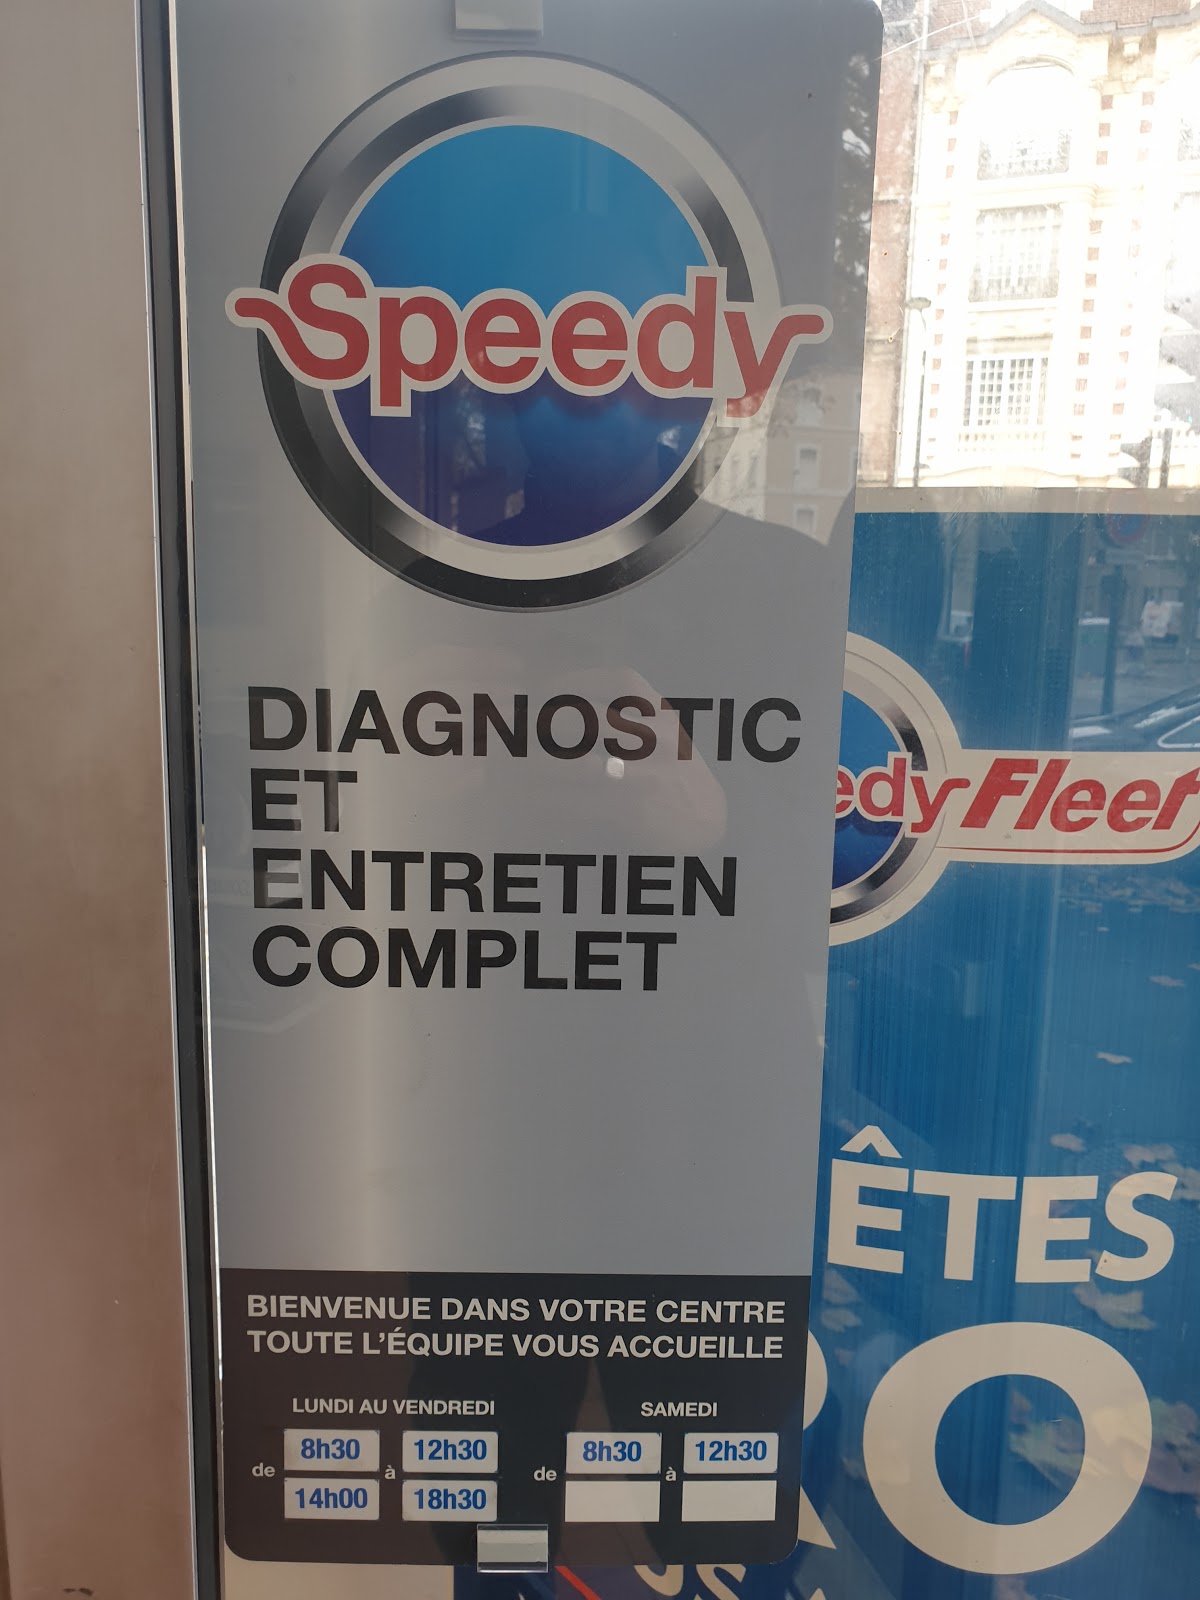 Speedy
DIAGNOSTIC
ET
ENTRETIEN
COMPLET
BIENVENUE DANS VOTRE CENTRE
TOUTE L'ÉQUIPE VOUS ACCUEILLE
LUNDI AU VENDREDI
de 8h30 à 12h30
14h00 18h30
SAMEDI
de 8h30 à 12h30
edy Fleet
ÊTES